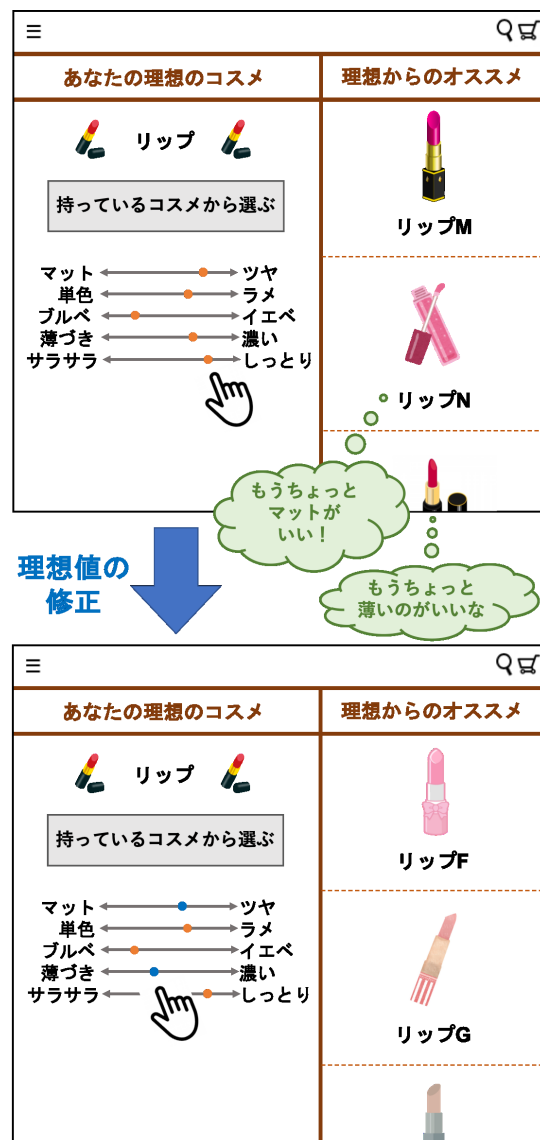 あなたの理想のコスメ
理想からのオススメ
リップ
持っているコスメから選ぶ
マット ツヤ
単色 ラメ
ブルベ イエベ
薄づき 濃い
サラサラ しっとり
リップM
リップN
もうちょっと
マットが
いい！
もうちょっと
薄いのがいいな
理想値の
修正
あなたの理想のコスメ
理想からのオススメ
リップ
持っているコスメから選ぶ
マット ツヤ
単色 ラメ
ブルベ イエベ
薄づき 濃い
サラサラ しっとり
リップF
リップG